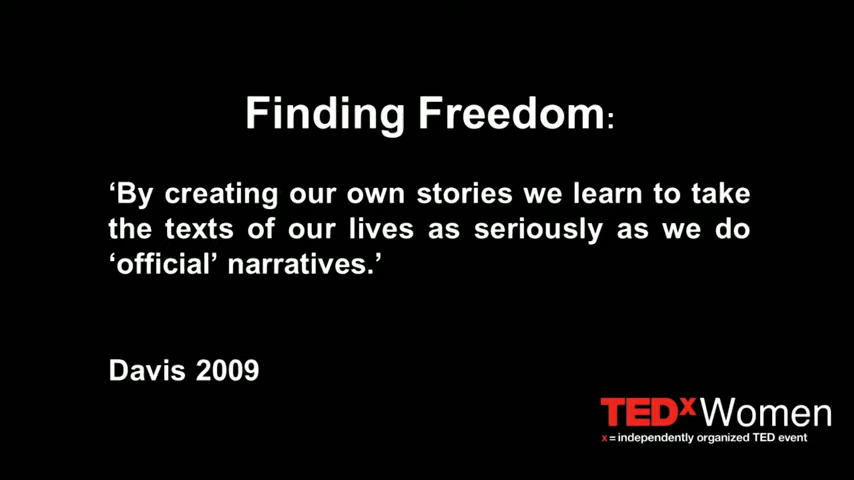 Finding Freedom:
‘By creating our own stories we learn to take
the texts of our lives as seriously as we do
‘official’ narratives.’
Davis 2009
TEDxWomen
x = independently organized TED event